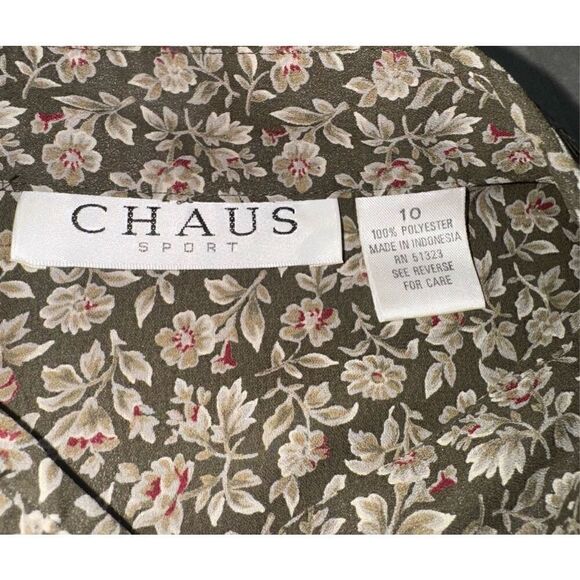 CHAUS
SPORT
10
100% POLYESTER
MADE IN INDONESIA
RN 51323
SEE REVERSE
FOR CARE